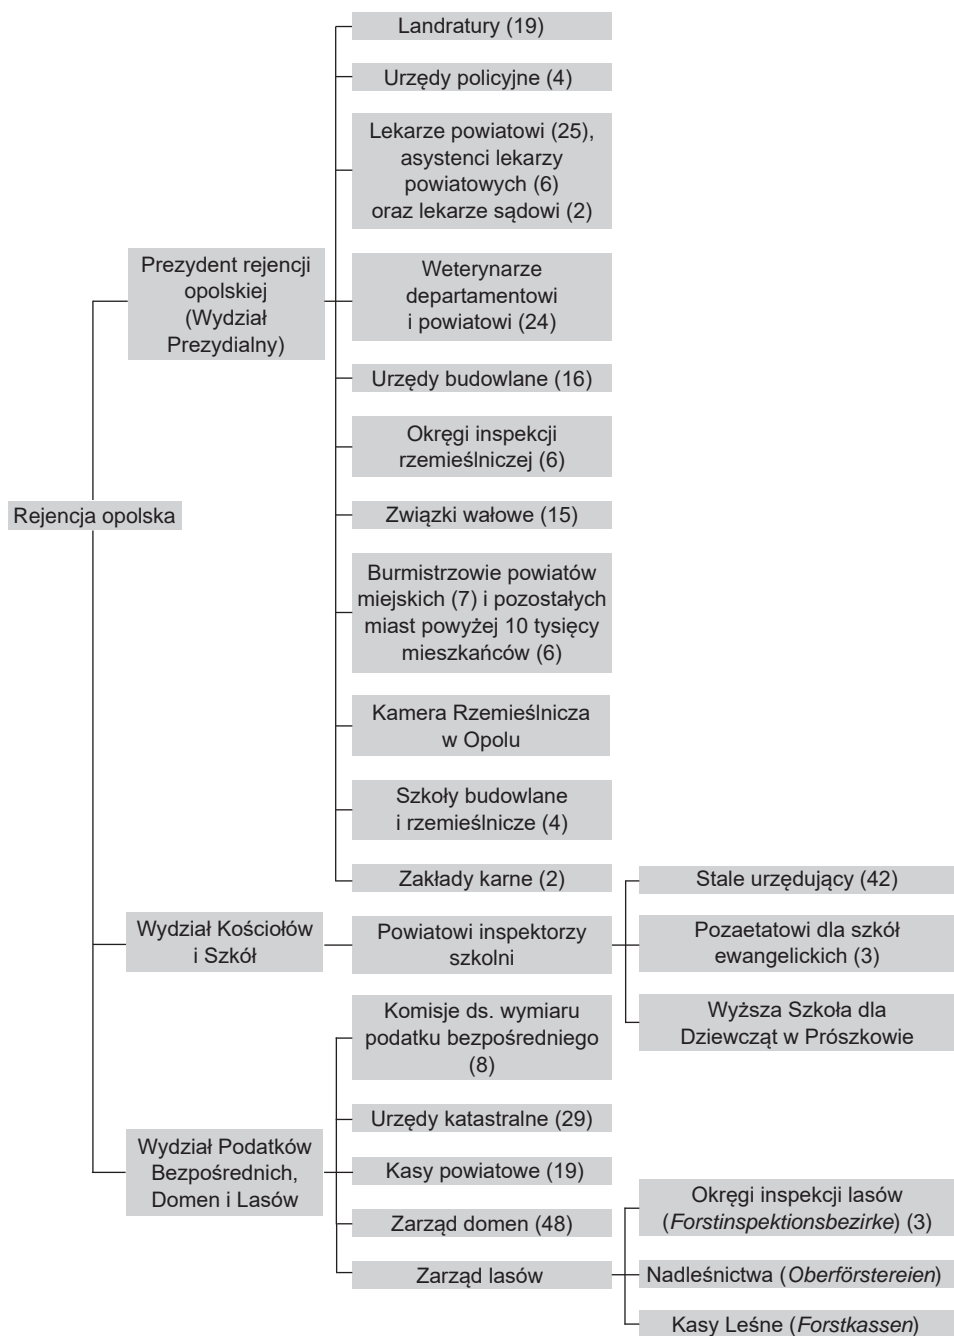 Landratury (19)
Urzędy policyjne (4)
Lekarze powiatowi (25),
asystenci lekarzy
powiatowych (6)
oraz lekarze sądowi (2)
Prezydent rejencji
opolskiej
(Wydział
Prezydialny)
Weterynarze
departamentowi
i powiatowi (24)
Urzędy budowlane (16)
Okręgi inspekcji
rzemieślniczej (6)
Rejencja opolska
Związki wałowe (15)
Burmistrzowie powiatów
miejskich (7) i pozostałych
miast powyżej 10 tysięcy
mieszkańców (6)
Kamera Rzemieślnicza
w Opolu
Szkoły budowlane
i rzemieślnicze (4)
Zakłady karne (2)
Wydział Kościołów
i Szkół
Powiatowi inspektorzy
szkolni
Stale urzędujący (42)
Pozaetatowi dla szkół
ewangelickich (3)
Wyższa Szkoła dla
Dziewcząt w Prószkowie
Wydział Podatków
Bezpośrednich,
Domen i Lasów
Komisje ds. wymiaru
podatku bezpośredniego
(8)
Urzędy katastralne (29)
Kasy powiatowe (19)
Zarząd domen (48)
Zarząd lasów
Okręgi inspekcji lasów
(Forstinspektionsbezirke) (3)
Nadleśnictwa (Oberförstereien)
Kasy Leśne (Forstkassen)